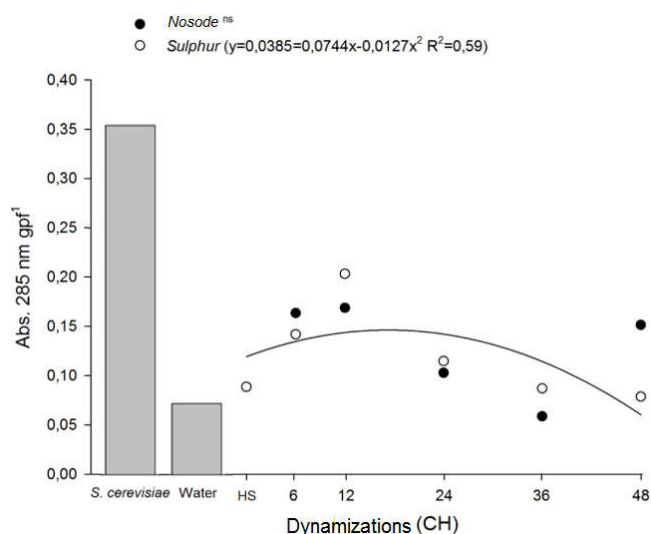 ● Nosode ns
○ Sulphur (y=0,0385=0,0744x-0,0127x² R²=0,59)
0,40
0,35
0,30
0,25
0,20
0,15
0,10
0,05
0,00
Abs. 285 nm gpf¹
S. cerevisiae Water HS 6 12 24 36 48
Dynamizations (CH)